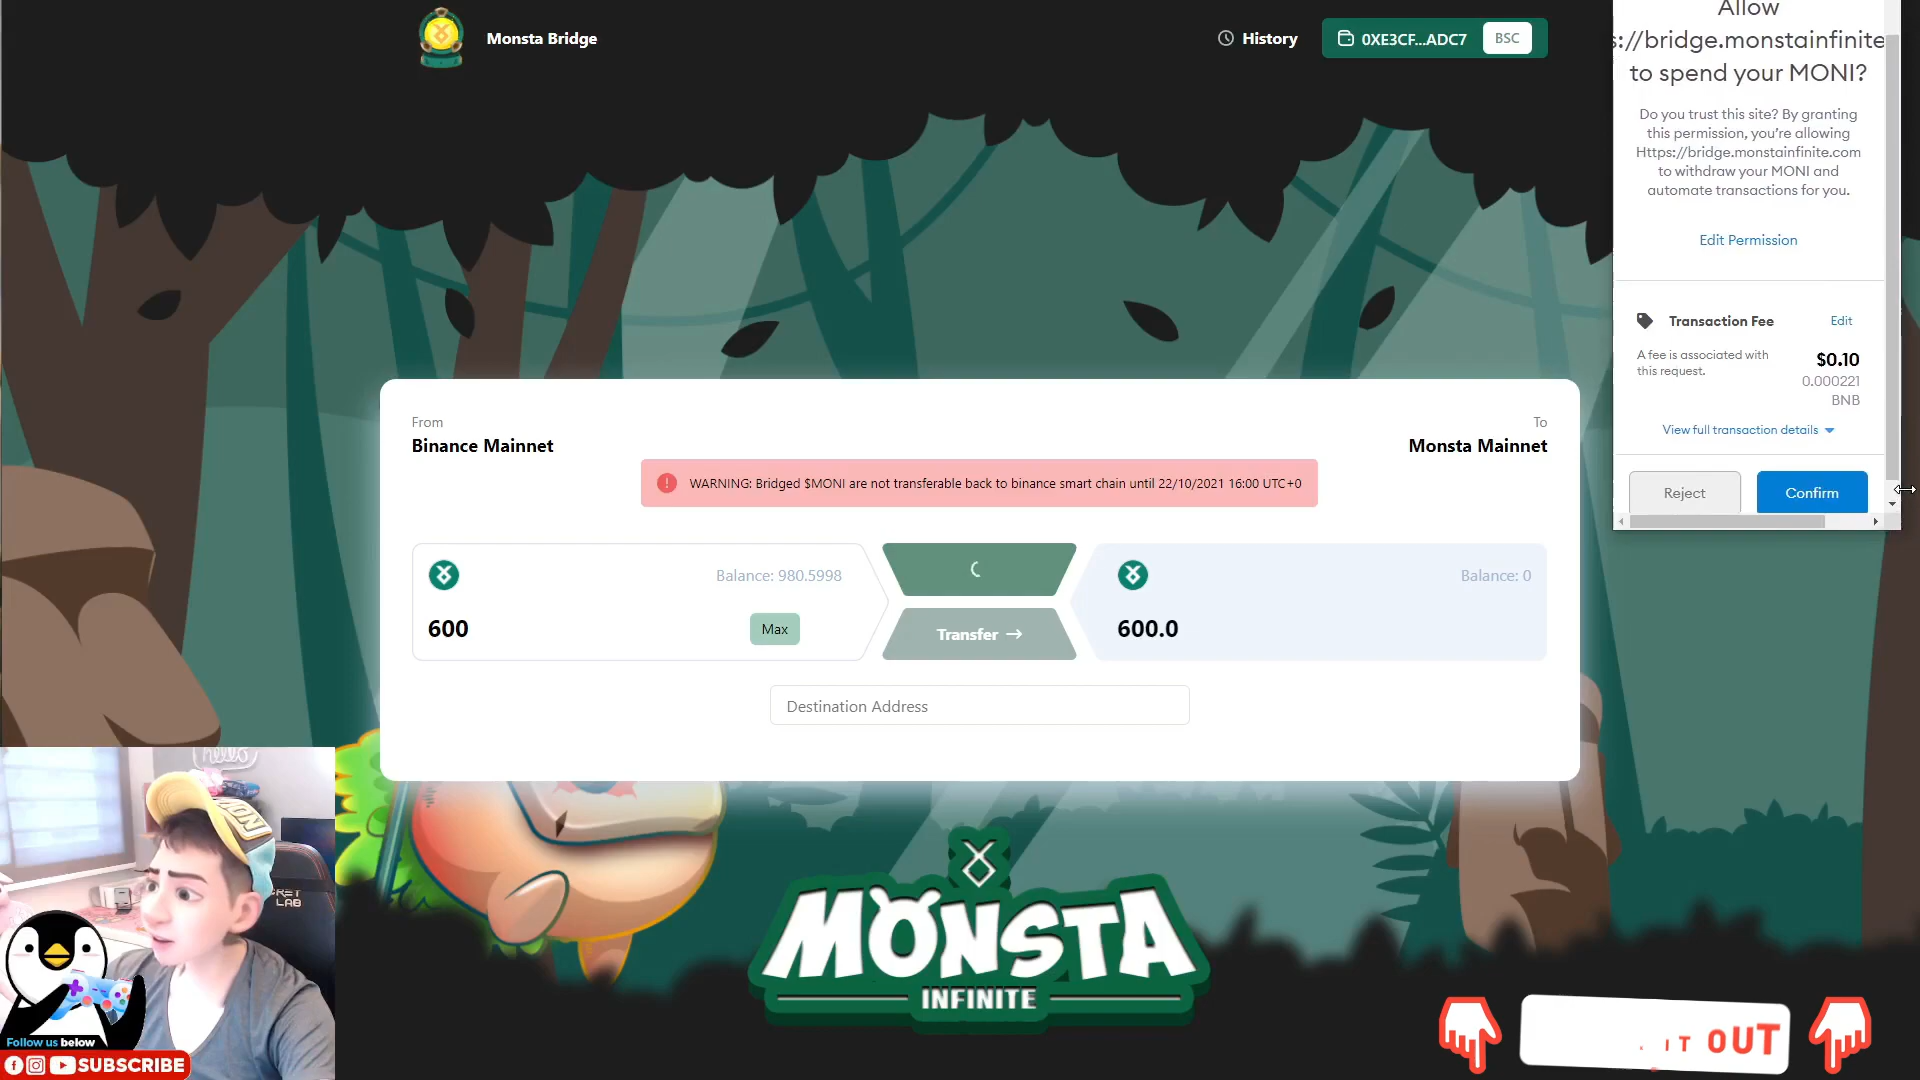 Monsta Bridge
History
0XE3CF...ADC7
BSC
Allow
s://bridge.monstainfinite
to spend your MONI?
Do you trust this site? By granting
this permission, you're allowing
Https://bridge.monstainfinite.com
to withdraw your MONI and
automate transactions for you.
Edit Permission
Transaction Fee
Edit
A fee is associated with
this request.
$0.10
0.000221
BNB
View full transaction details
Reject
Confirm
From
Binance Mainnet
To
Monsta Mainnet
WARNING: Bridged $MONI are not transferable back to binance smart chain until 22/10/2021 16:00 UTC+0
Balance: 980.5998
600
Max
Transfer →
Balance: 0
600.0
Destination Address
hello
LAB
MONSTA
INFINITE
Follow us below
SUBSCRIBE
IT OUT